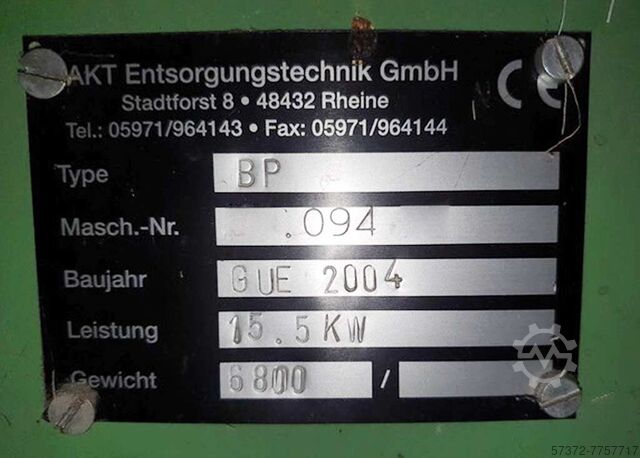 AKT Entsorgungstechnik GmbH
Stadtforst 8 • 48432 Rheine
Tel.: 05971/964143 • Fax: 05971/964144
CE
Type BP
Masch.-Nr. .094
Baujahr GUE 2004
Leistung 15.5KW
Gewicht 6800 /
57372-7757717